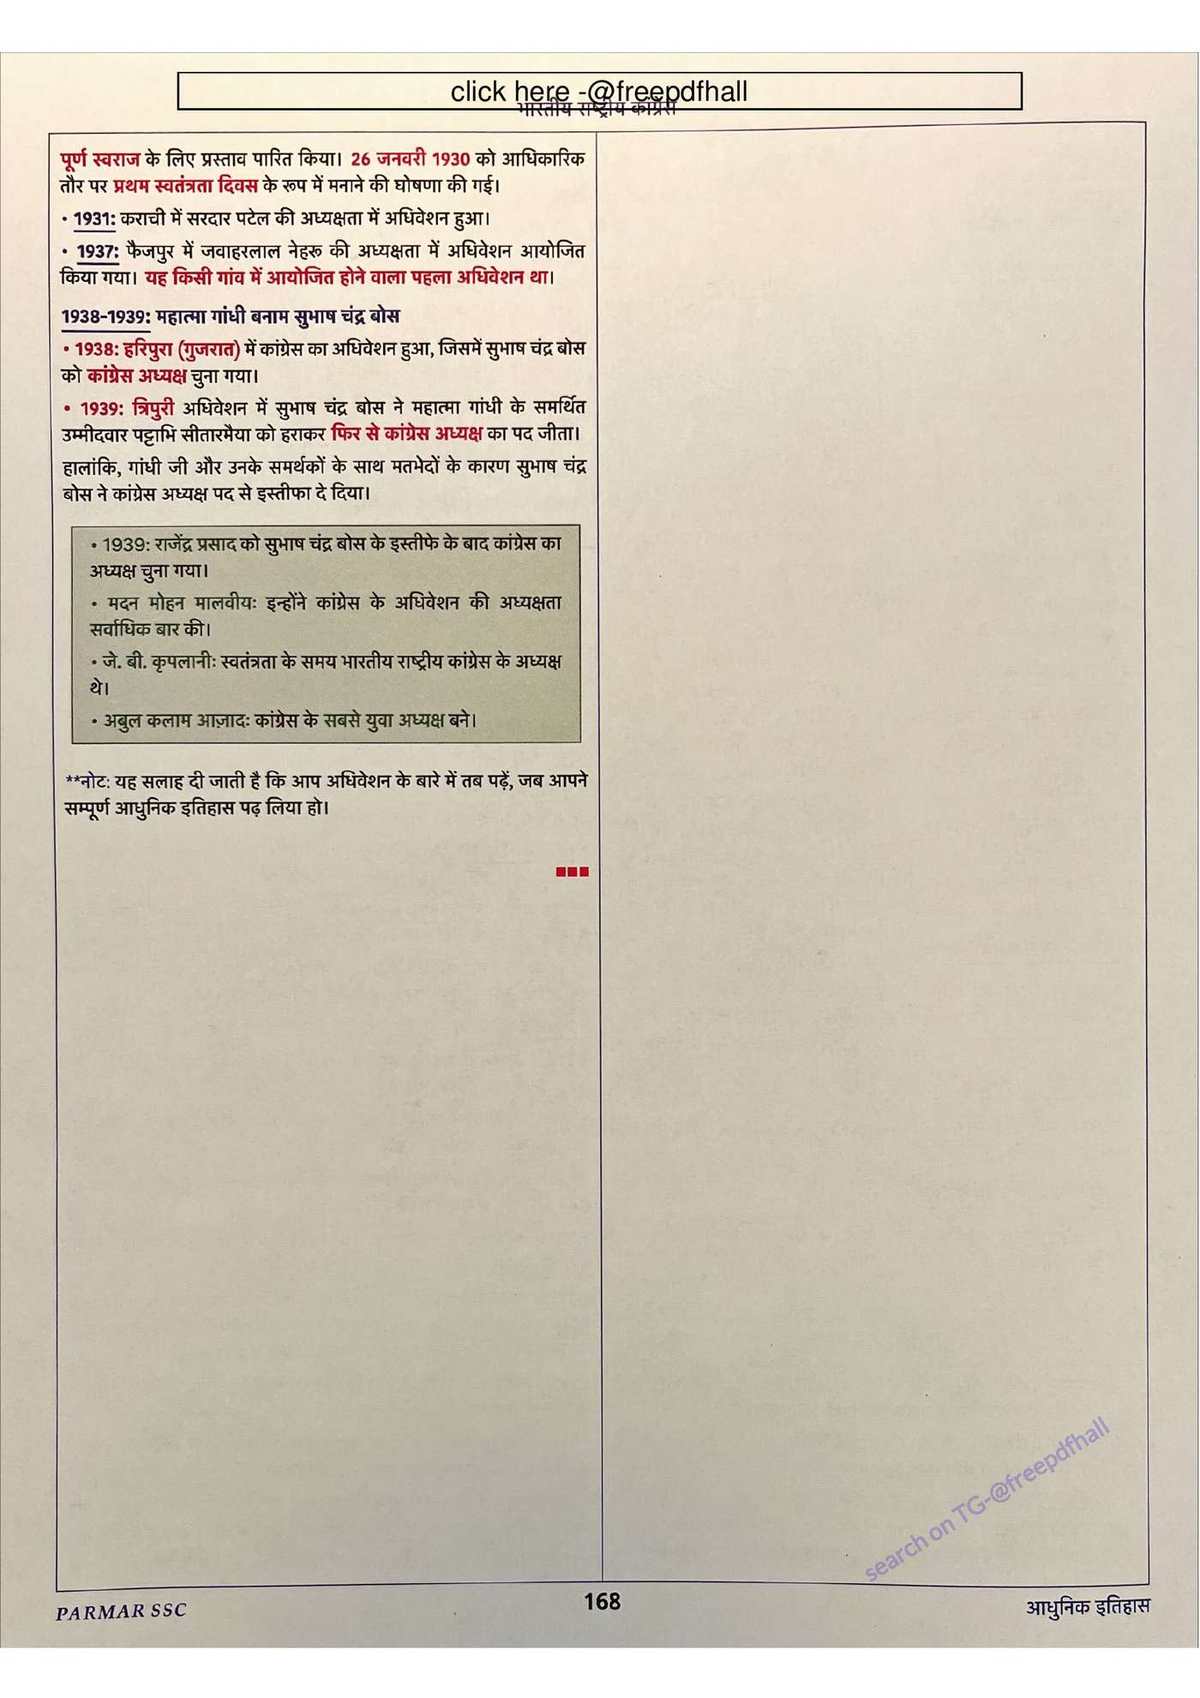 click here -@freepdfhall
भारतीय राष्ट्रीय कांग्रेस
पूर्ण स्वराज के लिए प्रस्ताव पारित किया। 26 जनवरी 1930 को आधिकारिक
तौर पर प्रथम स्वतंत्रता दिवस के रूप में मनाने की घोषणा की गई।
• 1931: कराची में सरदार पटेल की अध्यक्षता में अधिवेशन हुआ।
• 1937: फैजपुर में जवाहरलाल नेहरू की अध्यक्षता में अधिवेशन आयोजित
किया गया। यह किसी गांव में आयोजित होने वाला पहला अधिवेशन था।
1938-1939: महात्मा गांधी बनाम सुभाष चंद्र बोस
• 1938: हरिपुरा (गुजरात) में कांग्रेस का अधिवेशन हुआ, जिसमें सुभाष चंद्र बोस
को कांग्रेस अध्यक्ष चुना गया।
• 1939: त्रिपुरी अधिवेशन में सुभाष चंद्र बोस ने महात्मा गांधी के समर्थित
उम्मीदवार पट्टाभि सीतारमैया को हराकर फिर से कांग्रेस अध्यक्ष का पद जीता।
हालांकि, गांधी जी और उनके समर्थकों के साथ मतभेदों के कारण सुभाष चंद्र
बोस ने कांग्रेस अध्यक्ष पद से इस्तीफा दे दिया।
• 1939: राजेंद्र प्रसाद को सुभाष चंद्र बोस के इस्तीफे के बाद कांग्रेस का
अध्यक्ष चुना गया।
• मदन मोहन मालवीयः इन्होंने कांग्रेस के अधिवेशन की अध्यक्षता
सर्वाधिक बार की।
• जे. बी. कृपलानीः स्वतंत्रता के समय भारतीय राष्ट्रीय कांग्रेस के अध्यक्ष
थे।
• अबुल कलाम आज़ादः कांग्रेस के सबसे युवा अध्यक्ष बने।
**नोट: यह सलाह दी जाती है कि आप अधिवेशन के बारे में तब पढ़ें, जब आपने
सम्पूर्ण आधुनिक इतिहास पढ़ लिया हो।
search on TG-@freepdfhall
PARMAR SSC
168
आधुनिक इतिहास